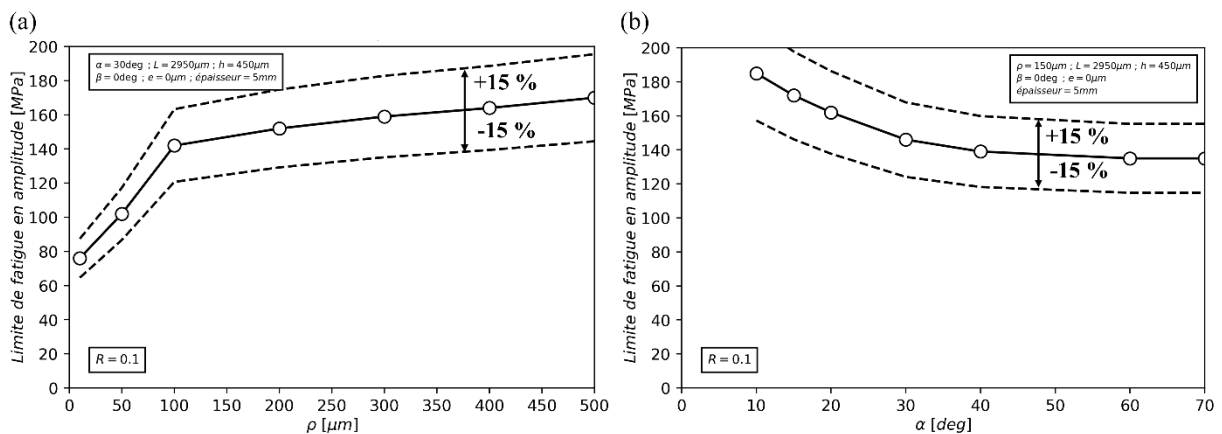 (a)
Limite de fatigue en amplitude [MPa]
200
180
160
140
120
100
80
60
40
20
0
α = 30deg ; L = 2950μm ; h = 450μm
β = 0deg ; e = 0μm ; épaisseur = 5mm
+15 %
-15 %
R = 0.1
0 50 100 150 200 250 300 350 400 450 500
ρ [μm]
(b)
Limite de fatigue en amplitude [MPa]
200
180
160
140
120
100
80
60
40
20
0
ρ = 150μm ; L = 2950μm ; h = 450μm
β = 0deg ; e = 0μm
épaisseur = 5mm
+15 %
-15 %
R = 0.1
0 10 20 30 40 50 60 70
α [deg]